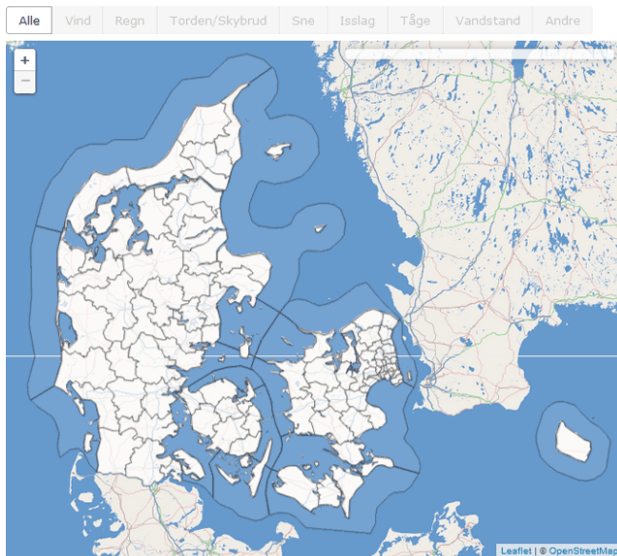 Alle Vind Regn Torden/Skybrud Sne Isslag Tåge Vandstand Andre
+
−
Leaflet | © OpenStreetMap